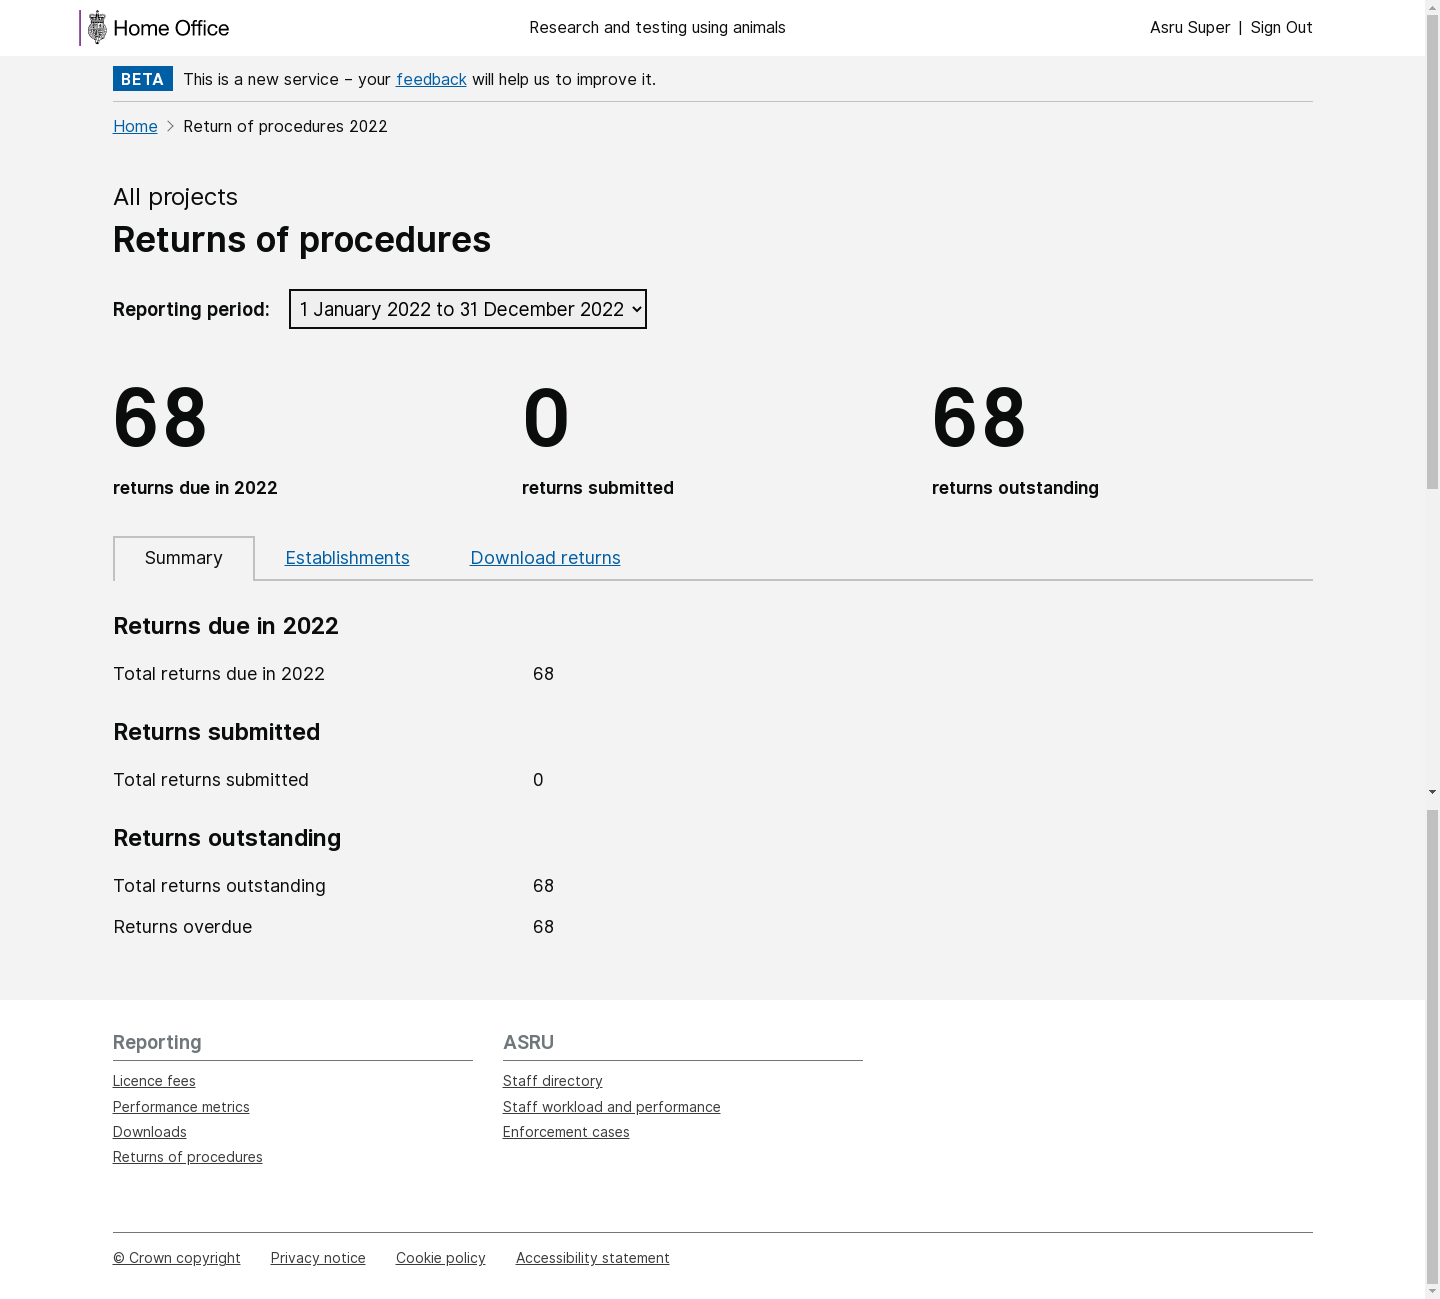 Home Office
Research and testing using animals
Asru Super | Sign Out
BETA This is a new service – your feedback will help us to improve it.
Home > Return of procedures 2022
All projects
Returns of procedures
Reporting period: 1 January 2022 to 31 December 2022
68 0 68
returns due in 2022 returns submitted returns outstanding
Summary Establishments Download returns
Returns due in 2022
Total returns due in 2022 68
Returns submitted
Total returns submitted 0
Returns outstanding
Total returns outstanding 68
Returns overdue 68
Reporting
Licence fees
Performance metrics
Downloads
Returns of procedures
ASRU
Staff directory
Staff workload and performance
Enforcement cases
© Crown copyright Privacy notice Cookie policy Accessibility statement